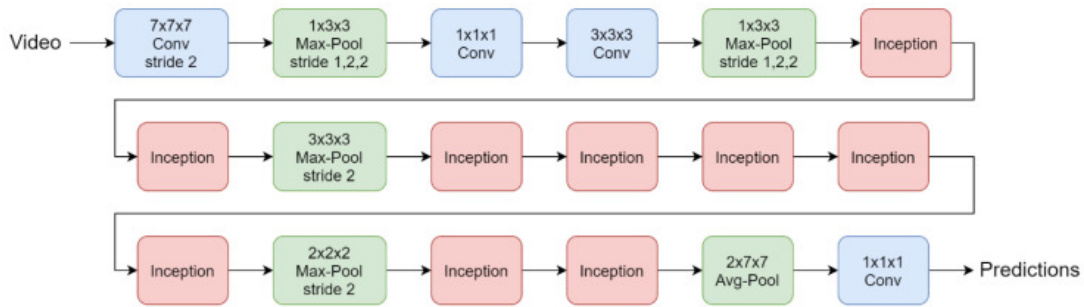 Video
7x7x7
Conv
stride 2
1x3x3
Max-Pool
stride 1,2,2
1x1x1
Conv
3x3x3
Conv
1x3x3
Max-Pool
stride 1,2,2
Inception
Inception
3x3x3
Max-Pool
stride 2
Inception
Inception
Inception
Inception
Inception
2x2x2
Max-Pool
stride 2
Inception
Inception
2x7x7
Avg-Pool
1x1x1
Conv
Predictions